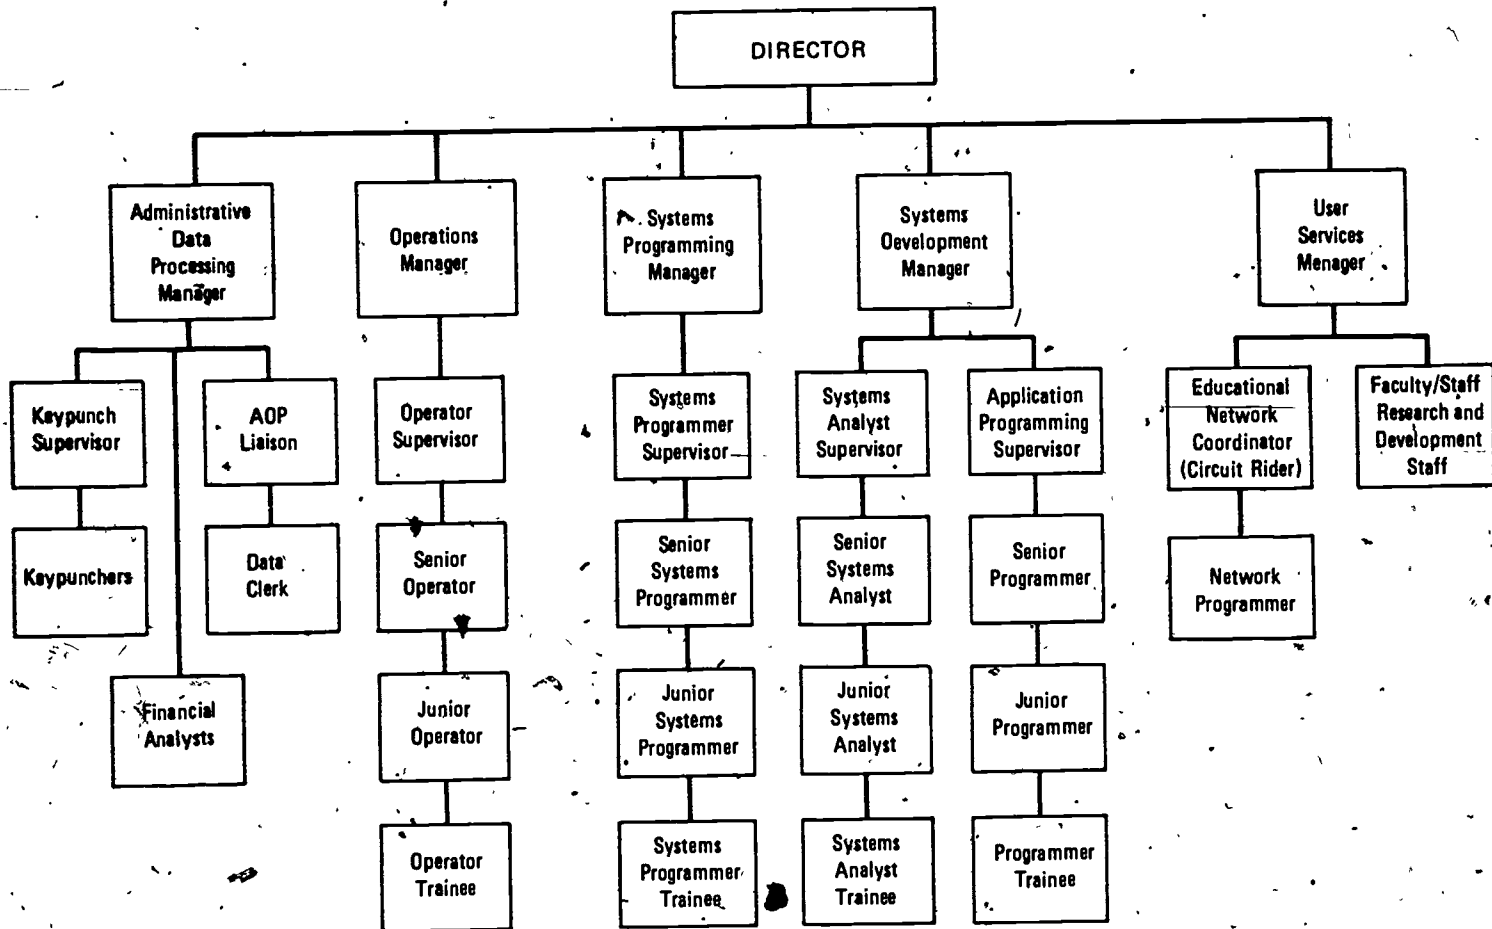 DIRECTOR
Administrative
Data
Processing
Manager
Operations
Manager
Systems
Programming
Manager
Systems
Development
Manager
User
Services
Menager
Keypunch
Supervisor
AOP
Liaison
Operator
Supervisor
Systems
Programmer
Supervisor
Systems
Analyst
Supervisor
Application
Programming
Supervisor
Educational
Network
Coordinator
(Circuit Rider)
Faculty/Staff
Research and
Development
Staff
Keypunchers
Data
Clerk
Senior
Operator
Senior
Systems
Programmer
Senior
Systems
Analyst
Senior
Programmer
Network
Programmer
Financial
Analysts
Junior
Operator
Junior
Systems
Programmer
Junior
Systems
Analyst
Junior
Programmer
Operator
Trainee
Systems
Programmer
Trainee
Systems
Analyst
Trainee
Programmer
Trainee